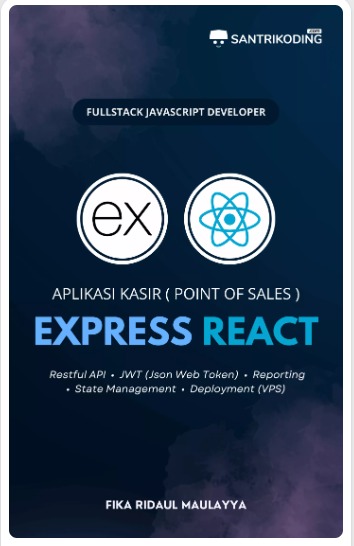 SANTRIKODING.com
FULLSTACK JAVASCRIPT DEVELOPER
ex
APLIKASI KASIR ( POINT OF SALES )
EXPRESS REACT
Restful API • JWT (Json Web Token) • Reporting
• State Management • Deployment (VPS)
FIKA RIDAUL MAULAYYA